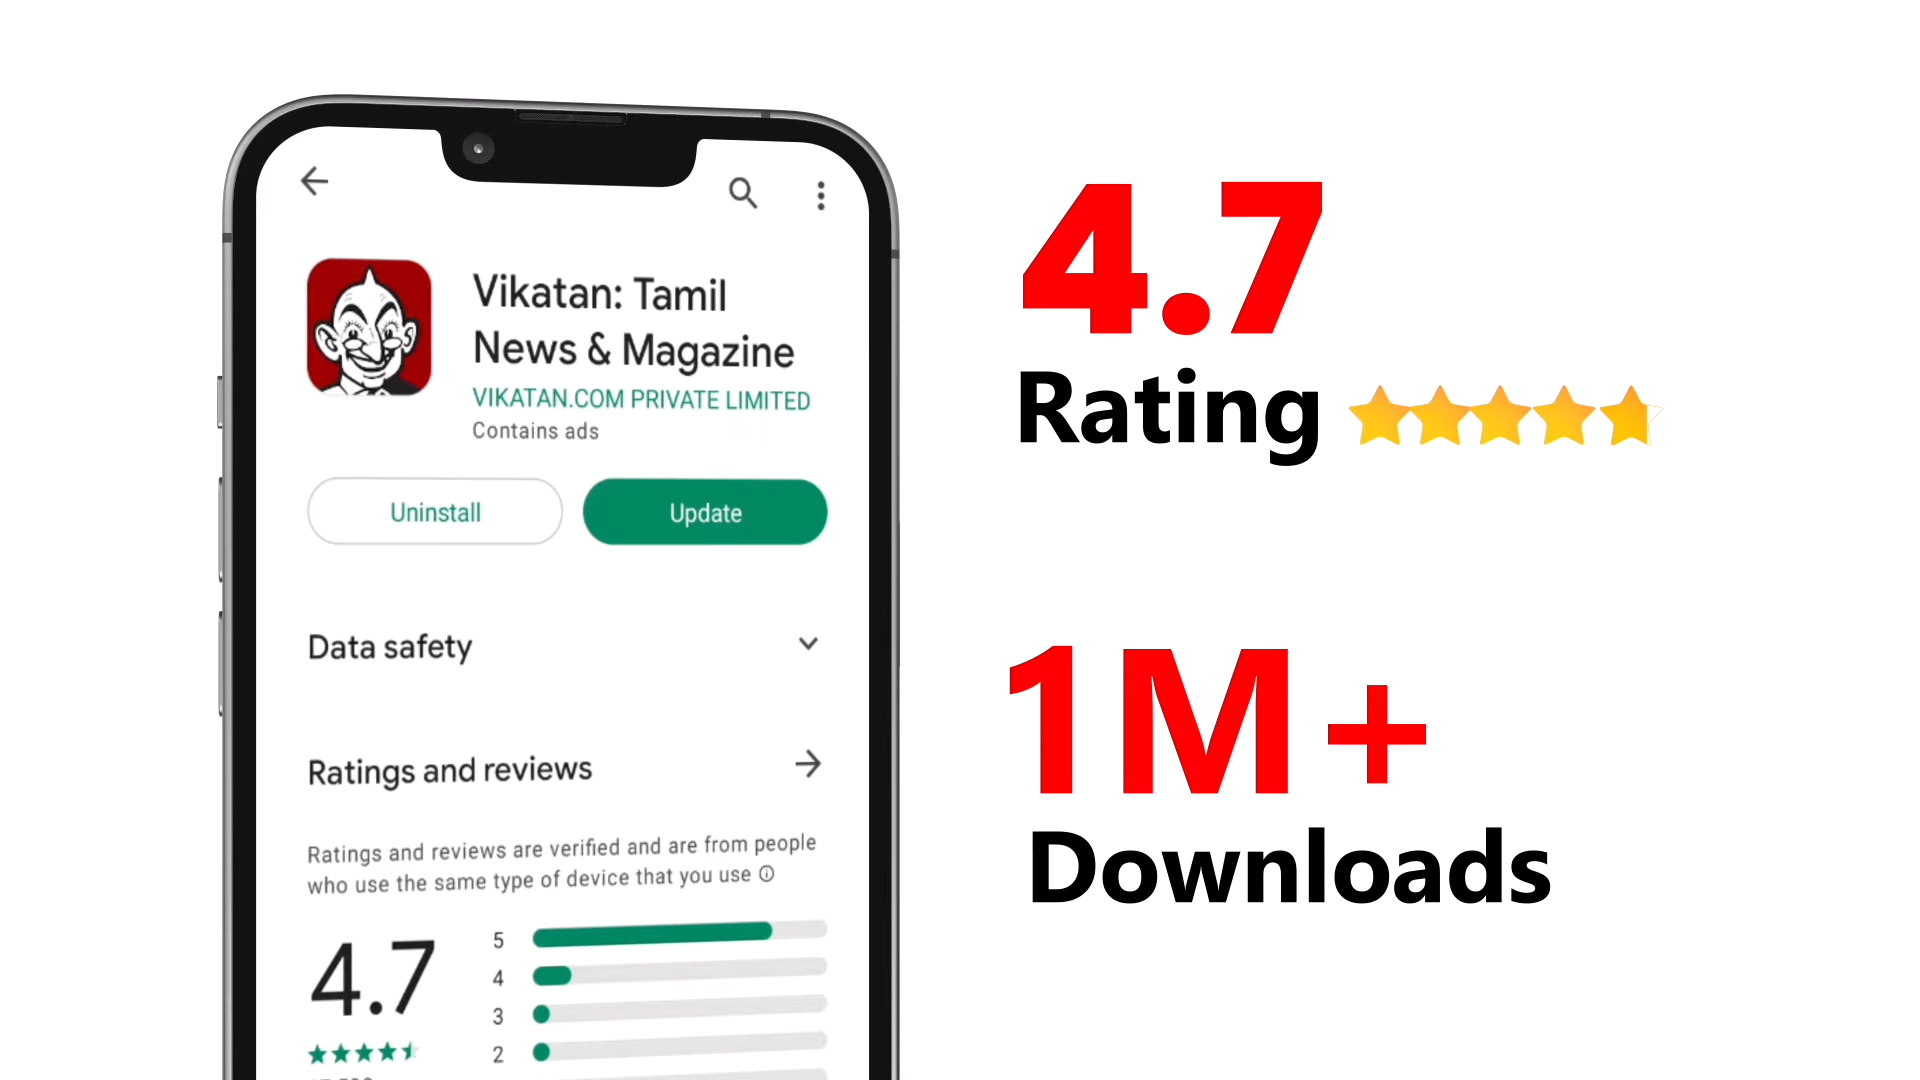 Vikatan: Tamil
News & Magazine
VIKATAN.COM PRIVATE LIMITED
Contains ads
Uninstall
Update
Data safety
Ratings and reviews
Ratings and reviews are verified and are from people
who use the same type of device that you use
4.7
5
4
3
2
4.7
Rating
1M+
Downloads